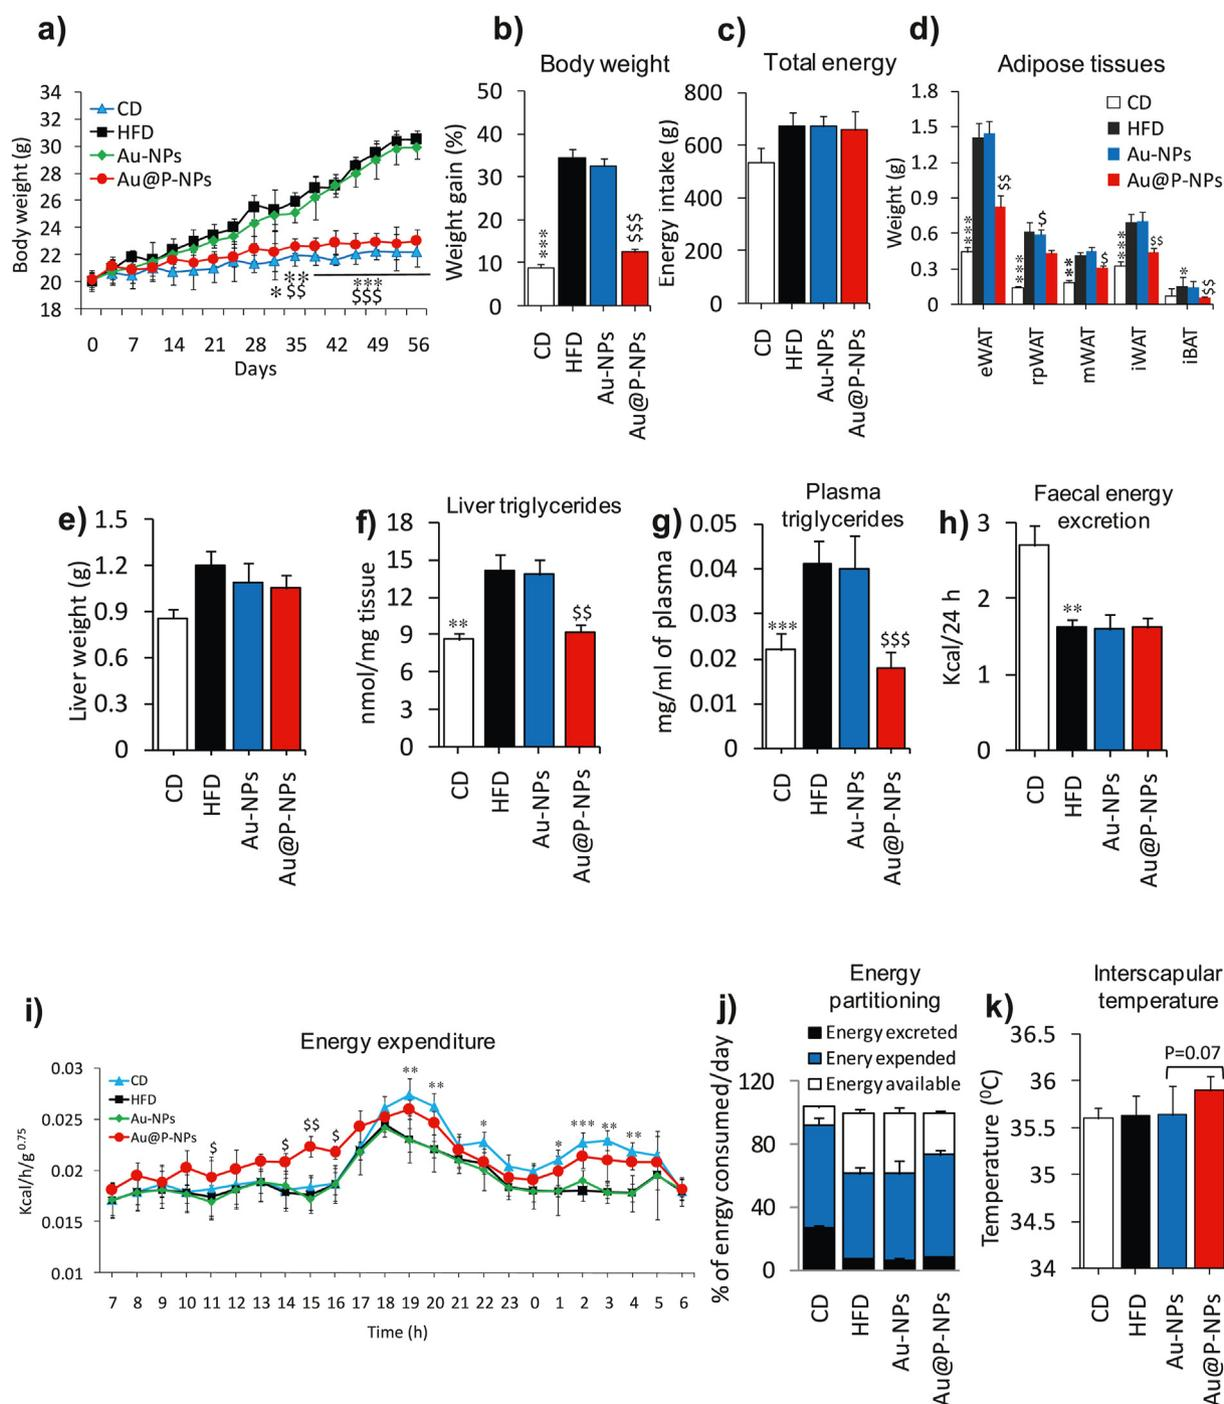 a)
34
32
30
28
26
24
22
20
18
Body weight (g)
CD
HFD
Au-NPs
Au@P-NPs
*
**
$$
***
$$$
0 7 14 21 28 35 42 49 56
Days
b)
Body weight
50
40
30
20
10
0
Weight gain (%)
***
$$$
CD
HFD
Au-NPs
Au@P-NPs
c)
Total energy
800
600
400
200
0
Energy intake (g)
CD
HFD
Au-NPs
Au@P-NPs
d)
Adipose tissues
1.8
1.5
1.2
0.9
0.6
0.3
0
Weight (g)
CD
HFD
Au-NPs
Au@P-NPs
***
$$
***
$
**
$
***
$$
*
$$
eWAT
rpWAT
mWAT
iWAT
iBAT
e)
1.5
1.2
0.9
0.6
0.3
0
Liver weight (g)
CD
HFD
Au-NPs
Au@P-NPs
f)
Liver triglycerides
18
15
12
9
6
3
0
nmol/mg tissue
**
$$
CD
HFD
Au-NPs
Au@P-NPs
g)
Plasma
triglycerides
0.05
0.04
0.03
0.02
0.01
0
mg/ml of plasma
***
$$$
CD
HFD
Au-NPs
Au@P-NPs
h)
Faecal energy
excretion
3
2
1
0
Kcal/24 h
**
CD
HFD
Au-NPs
Au@P-NPs
i)
Energy expenditure
0.03
0.025
0.02
0.015
0.01
Kcal/h/g0.75
CD
HFD
Au-NPs
Au@P-NPs
$
$
$$
$
**
**
*
*
***
**
**
7 8 9 10 11 12 13 14 15 16 17 18 19 20 21 22 23 0 1 2 3 4 5 6
Time (h)
j)
Energy
partitioning
Energy excreted
Enery expended
Energy available
120
80
40
0
% of enrgy consumed/day
CD
HFD
Au-NPs
Au@P-NPs
k)
Interscapular
temperature
36.5
36
35.5
35
34.5
34
Temperature (⁰C)
P=0.07
CD
HFD
Au-NPs
Au@P-NPs